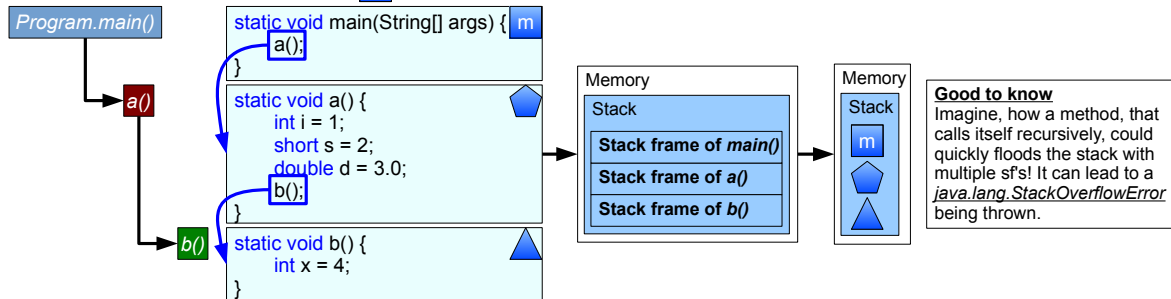 Program.main()
a()
b()
static void main(String[] args) {
a();
}
m
static void a() {
int i = 1;
short s = 2;
double d = 3.0;
b();
}
static void b() {
int x = 4;
}
Memory
Stack
Stack frame of main()
Stack frame of a()
Stack frame of b()
Memory
Stack
m
Good to know
Imagine, how a method, that
calls itself recursively, could
quickly floods the stack with
multiple sf's! It can lead to a
java.lang.StackOverflowError
being thrown.